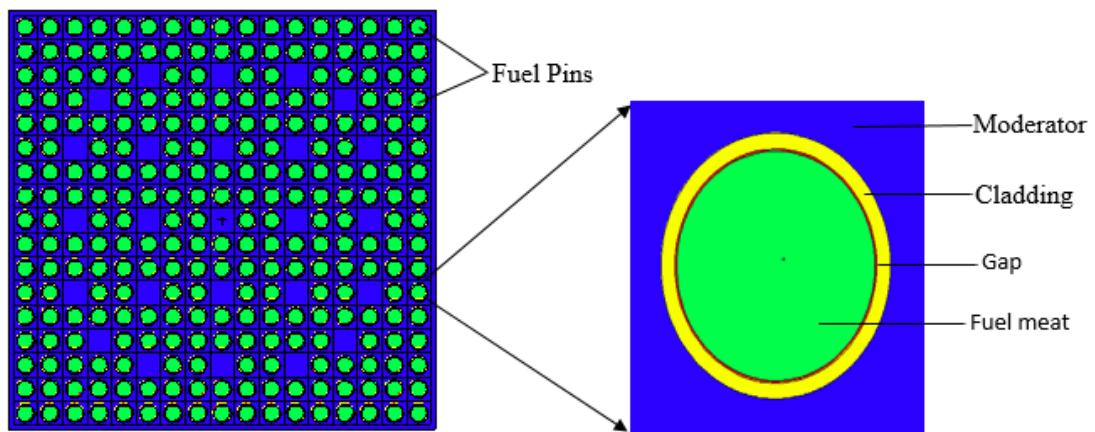 Fuel Pins
Moderator
Cladding
Gap
Fuel meat